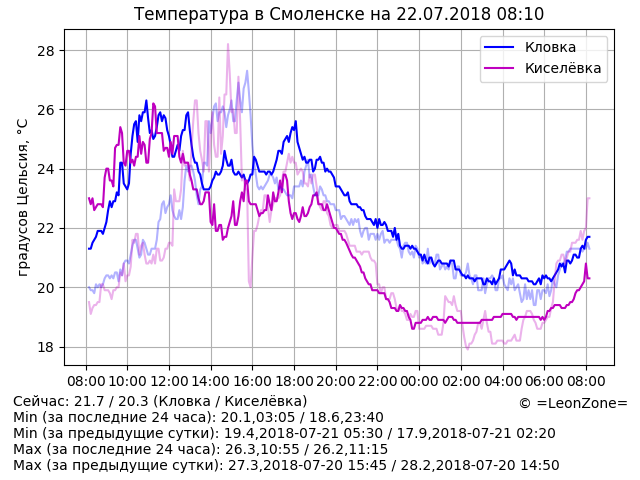 Температура в Смоленске на 22.07.2018 08:10
Кловка
Киселёвка
градусов Цельсия, °C
28
26
24
22
20
18
08:00 10:00 12:00 14:00 16:00 18:00 20:00 22:00 00:00 02:00 04:00 06:00 08:00
Сейчас: 21.7 / 20.3 (Кловка / Киселёвка)
© =LeonZone=
Min (за последние 24 часа): 20.1,03:05 / 18.6,23:40
Min (за предыдущие сутки): 19.4,2018-07-21 05:30 / 17.9,2018-07-21 02:20
Max (за последние 24 часа): 26.3,10:55 / 26.2,11:15
Max (за предыдущие сутки): 27.3,2018-07-20 15:45 / 28.2,2018-07-20 14:50